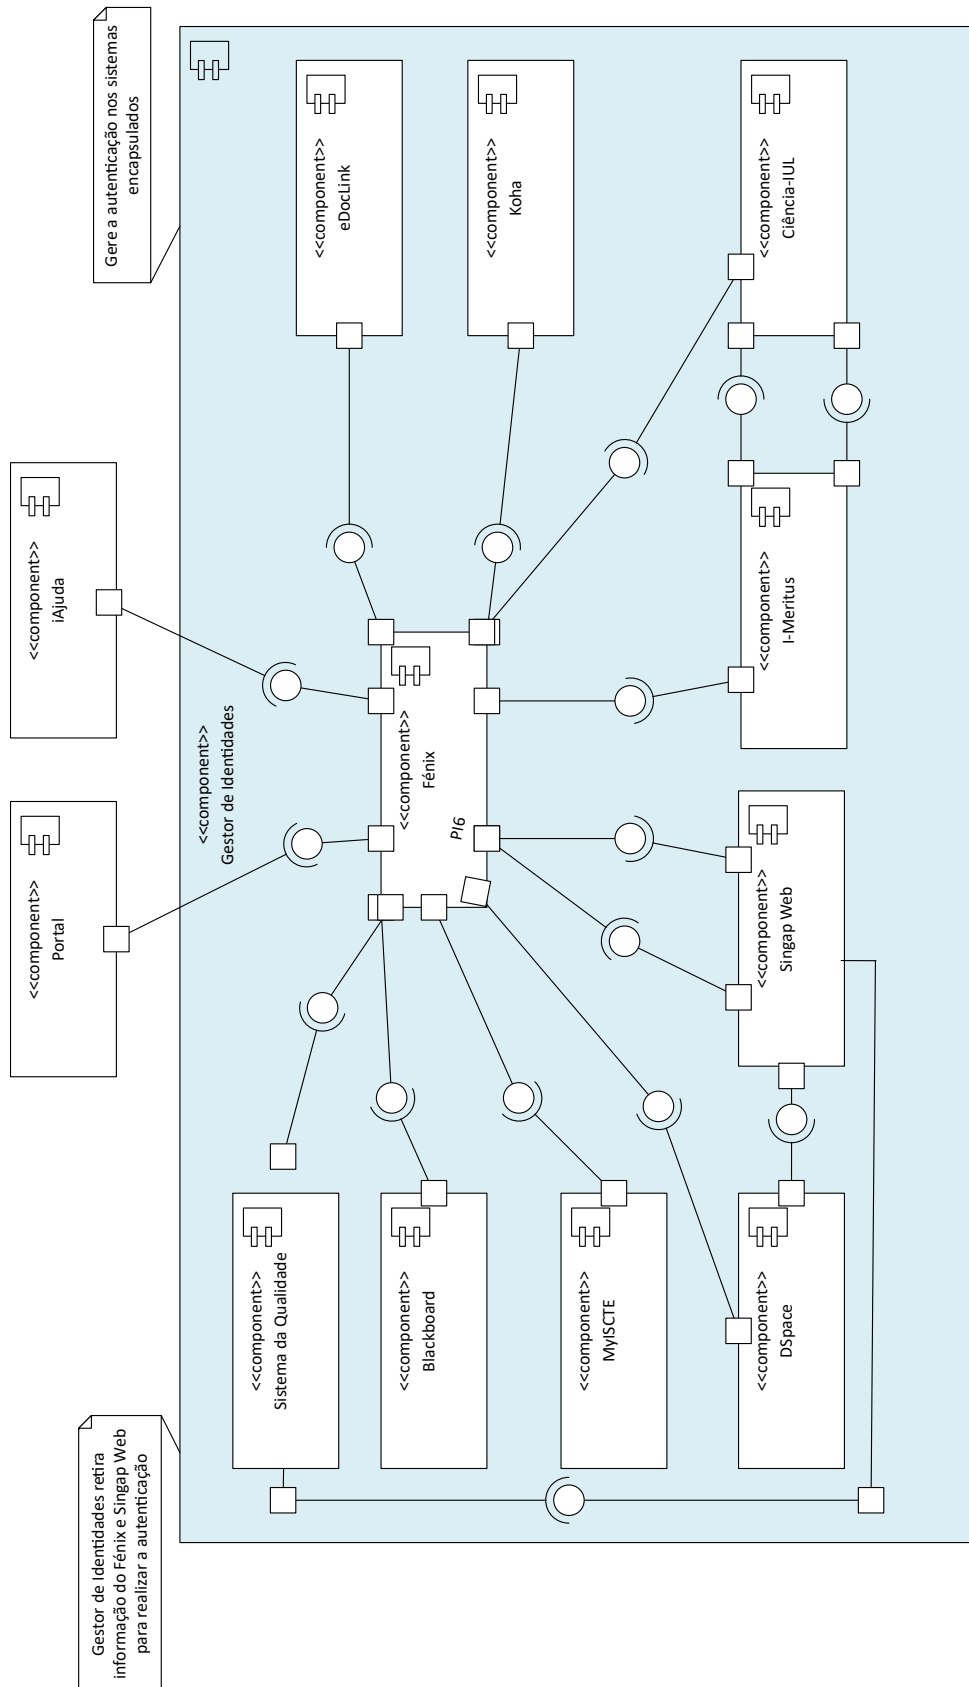 Gestor de Identidades retira
informação do Fénix e Singap Web
para realizar a autenticação
Gere a autenticação nos sistemas
encapsulados
<<component>>
Portal
<<component>>
iAjuda
<<component>>
Gestor de Identidades
<<component>>
Sistema da Qualidade
<<component>>
eDocLink
<<component>>
Blackboard
<<component>>
Fénix
PI6
<<component>>
Koha
<<component>>
MyISCTE
<<component>>
DSpace
<<component>>
Singap Web
<<component>>
I-Meritus
<<component>>
Ciência-IUL